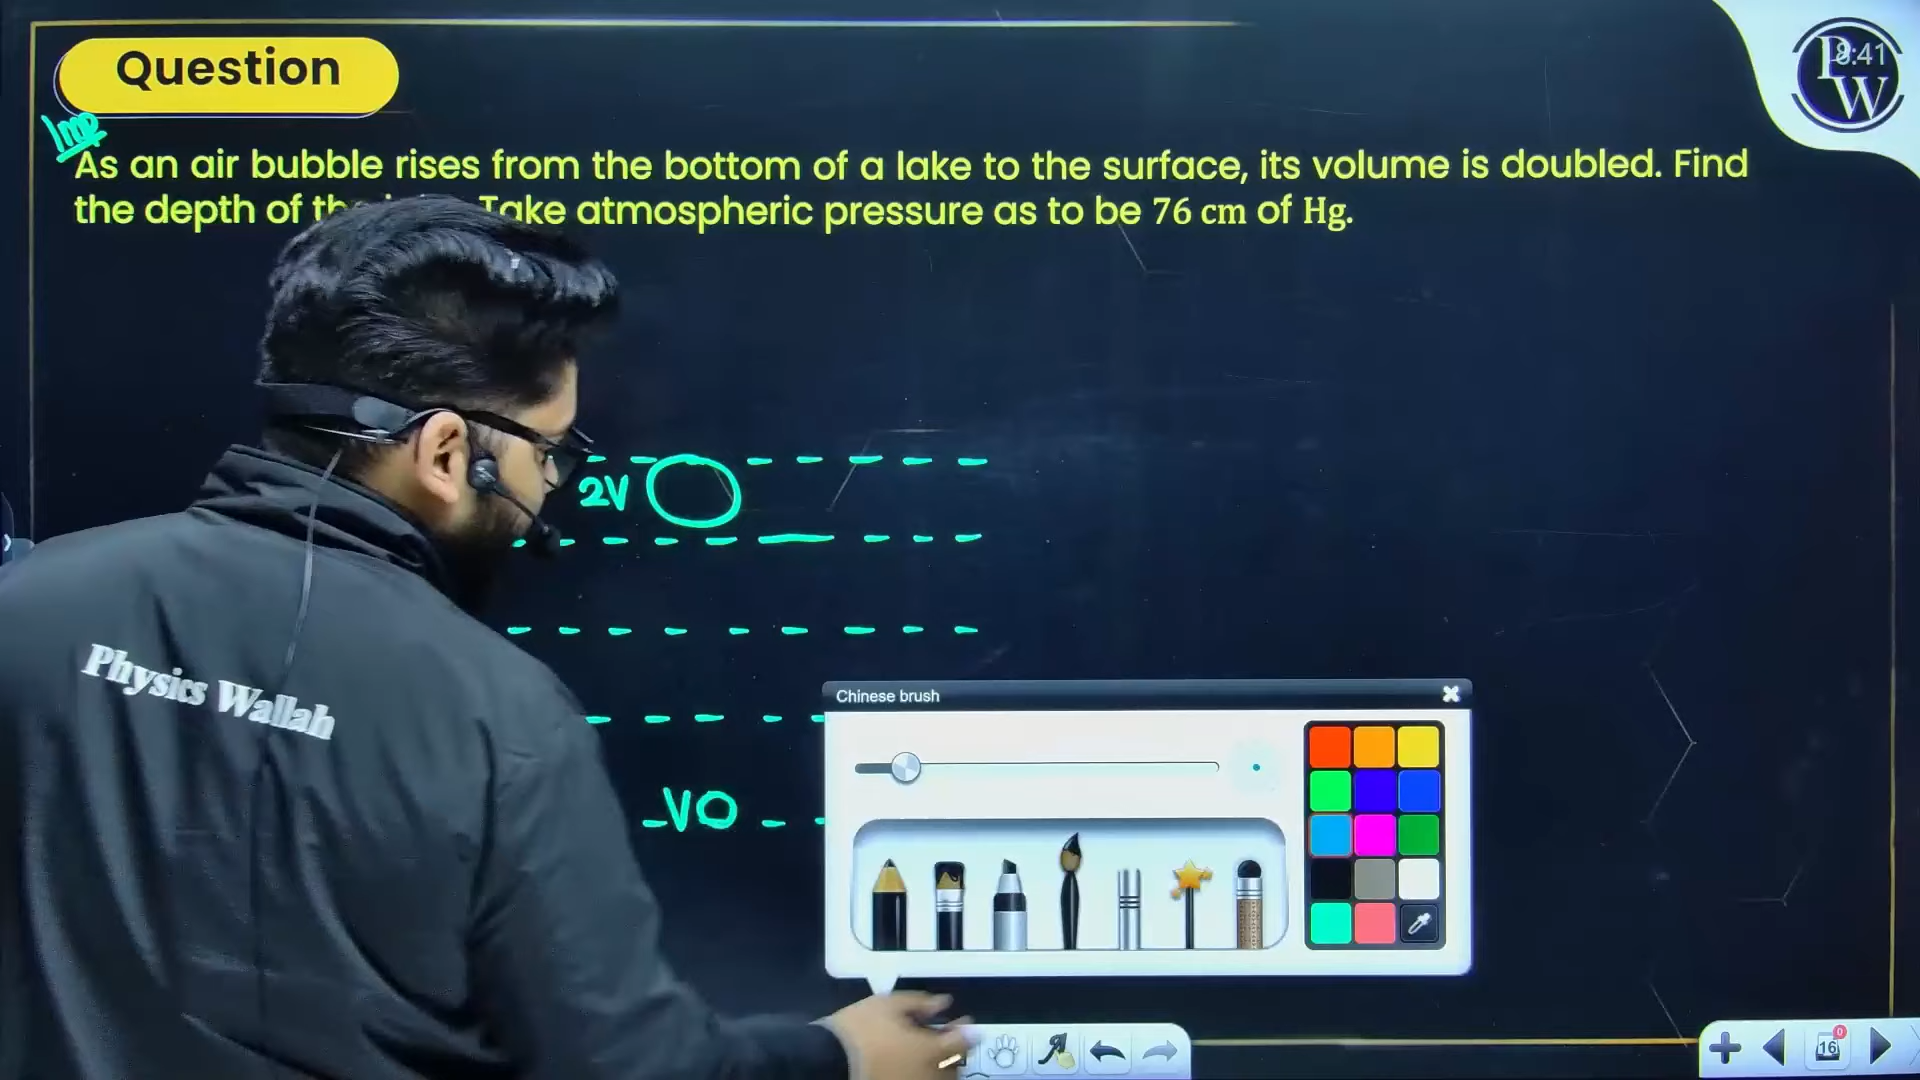 Question
8:41
PW
Imp
As an air bubble rises from the bottom of a lake to the surface, its volume is doubled. Find
the depth of Take atmospheric pressure as to be 76 cm of Hg.
2V
Physics Wallah
Chinese brush
V
16
0